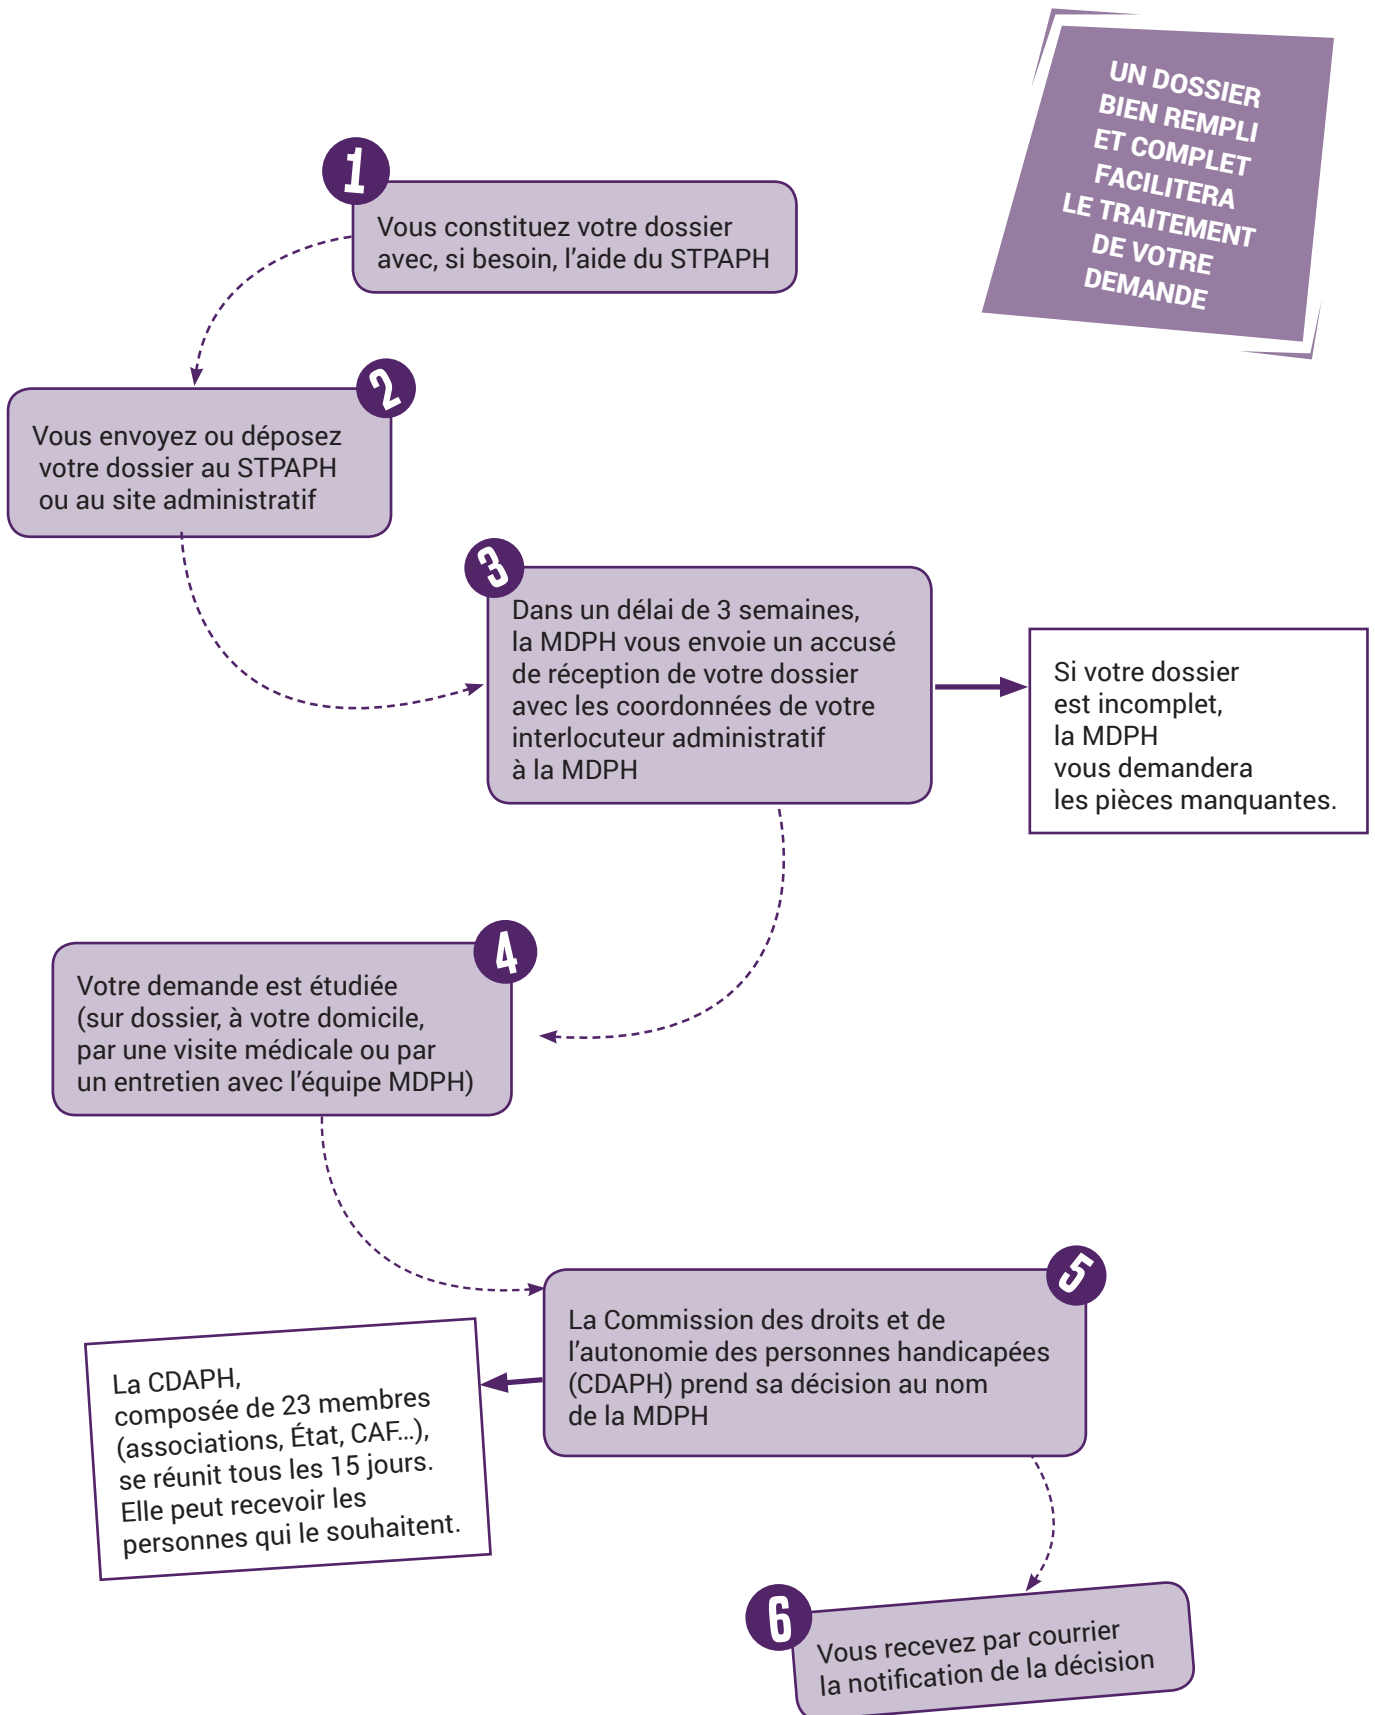 UN DOSSIER
BIEN REMPLI
ET COMPLET
FACILITERA
LE TRAITEMENT
DE VOTRE
DEMANDE
1
Vous constituez votre dossier
avec, si besoin, l’aide du STPAPH
2
Vous envoyez ou déposez
votre dossier au STPAPH
ou au site administratif
3
Dans un délai de 3 semaines,
la MDPH vous envoie un accusé
de réception de votre dossier
avec les coordonnées de votre
interlocuteur administratif
à la MDPH
Si votre dossier
est incomplet,
la MDPH
vous demandera
les pièces manquantes.
4
Votre demande est étudiée
(sur dossier, à votre domicile,
par une visite médicale ou par
un entretien avec l’équipe MDPH)
5
La Commission des droits et de
l’autonomie des personnes handicapées
(CDAPH) prend sa décision au nom
de la MDPH
La CDAPH,
composée de 23 membres
(associations, État, CAF…),
se réunit tous les 15 jours.
Elle peut recevoir les
personnes qui le souhaitent.
6
Vous recevez par courrier
la notification de la décision